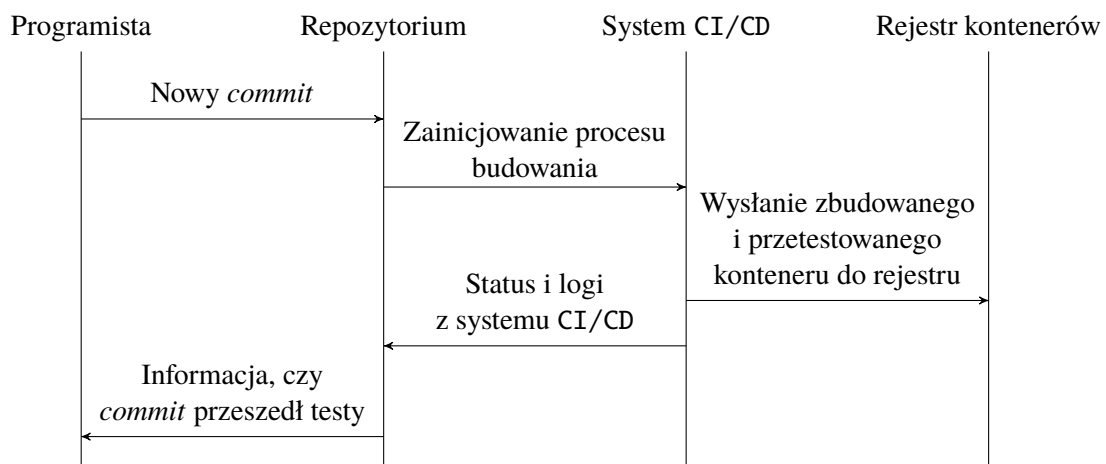 Programista
Repozytorium
System CI/CD
Rejestr kontenerów
Nowy commit
Zainicjowanie procesu
budowania
Wysłanie zbudowanego
i przetestowanego
konteneru do rejestru
Status i logi
z systemu CI/CD
Informacja, czy
commit przeszedł testy